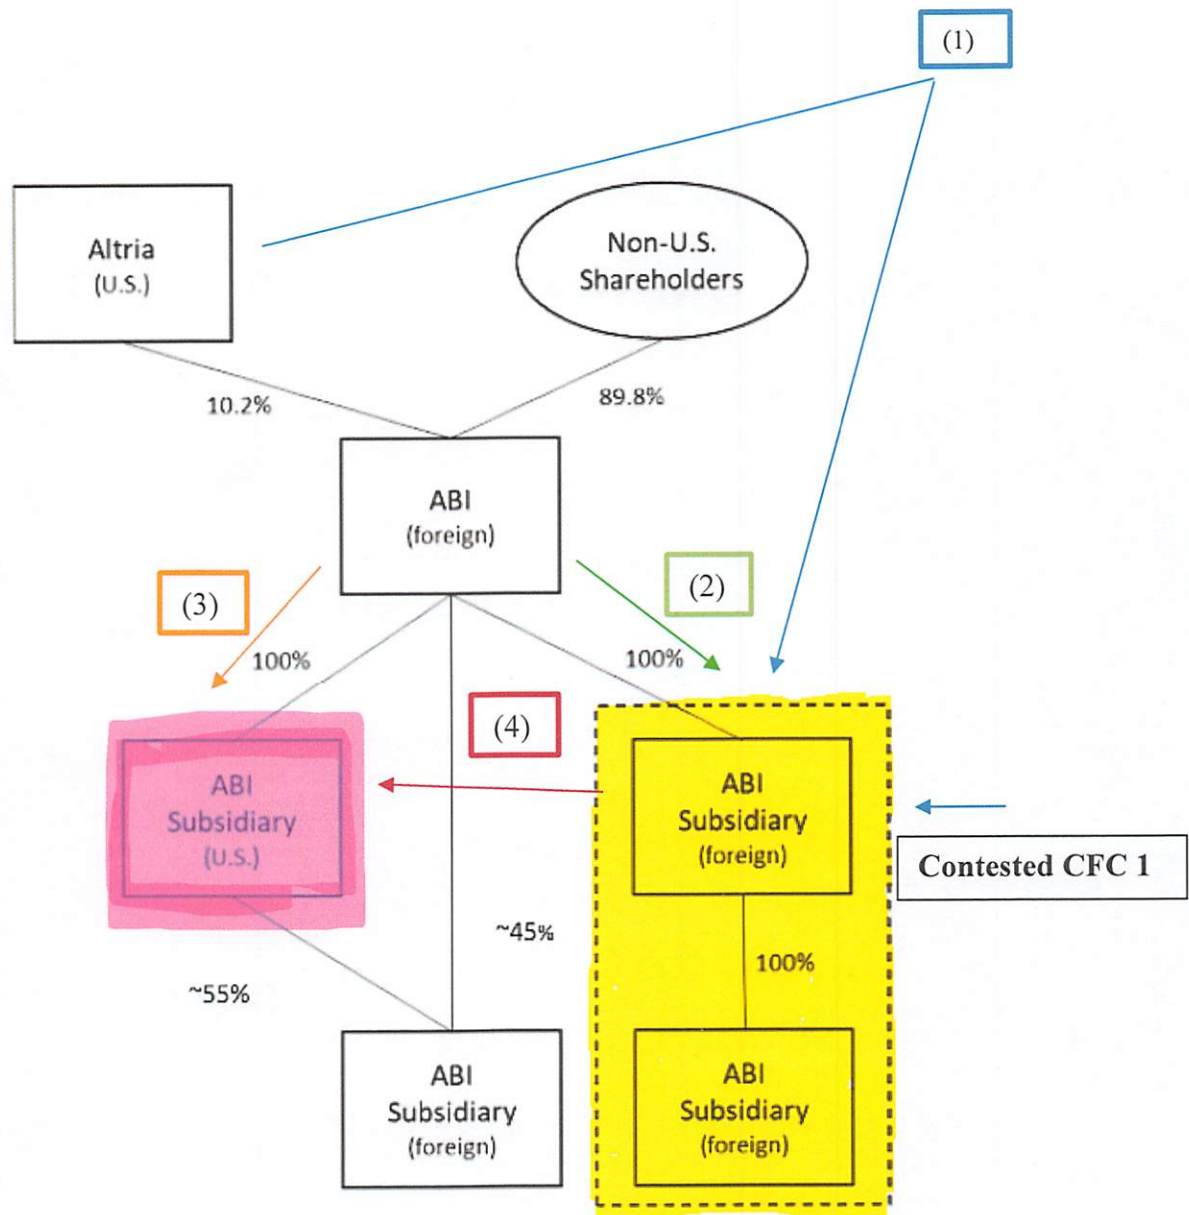 (1)
Altria
(U.S.)
Non-U.S.
Shareholders
10.2%
89.8%
ABI
(foreign)
(3)
(2)
100%
100%
(4)
ABI
Subsidiary
(U.S.)
ABI
Subsidiary
(foreign)
Contested CFC 1
~55%
~45%
100%
ABI
Subsidiary
(foreign)
ABI
Subsidiary
(foreign)